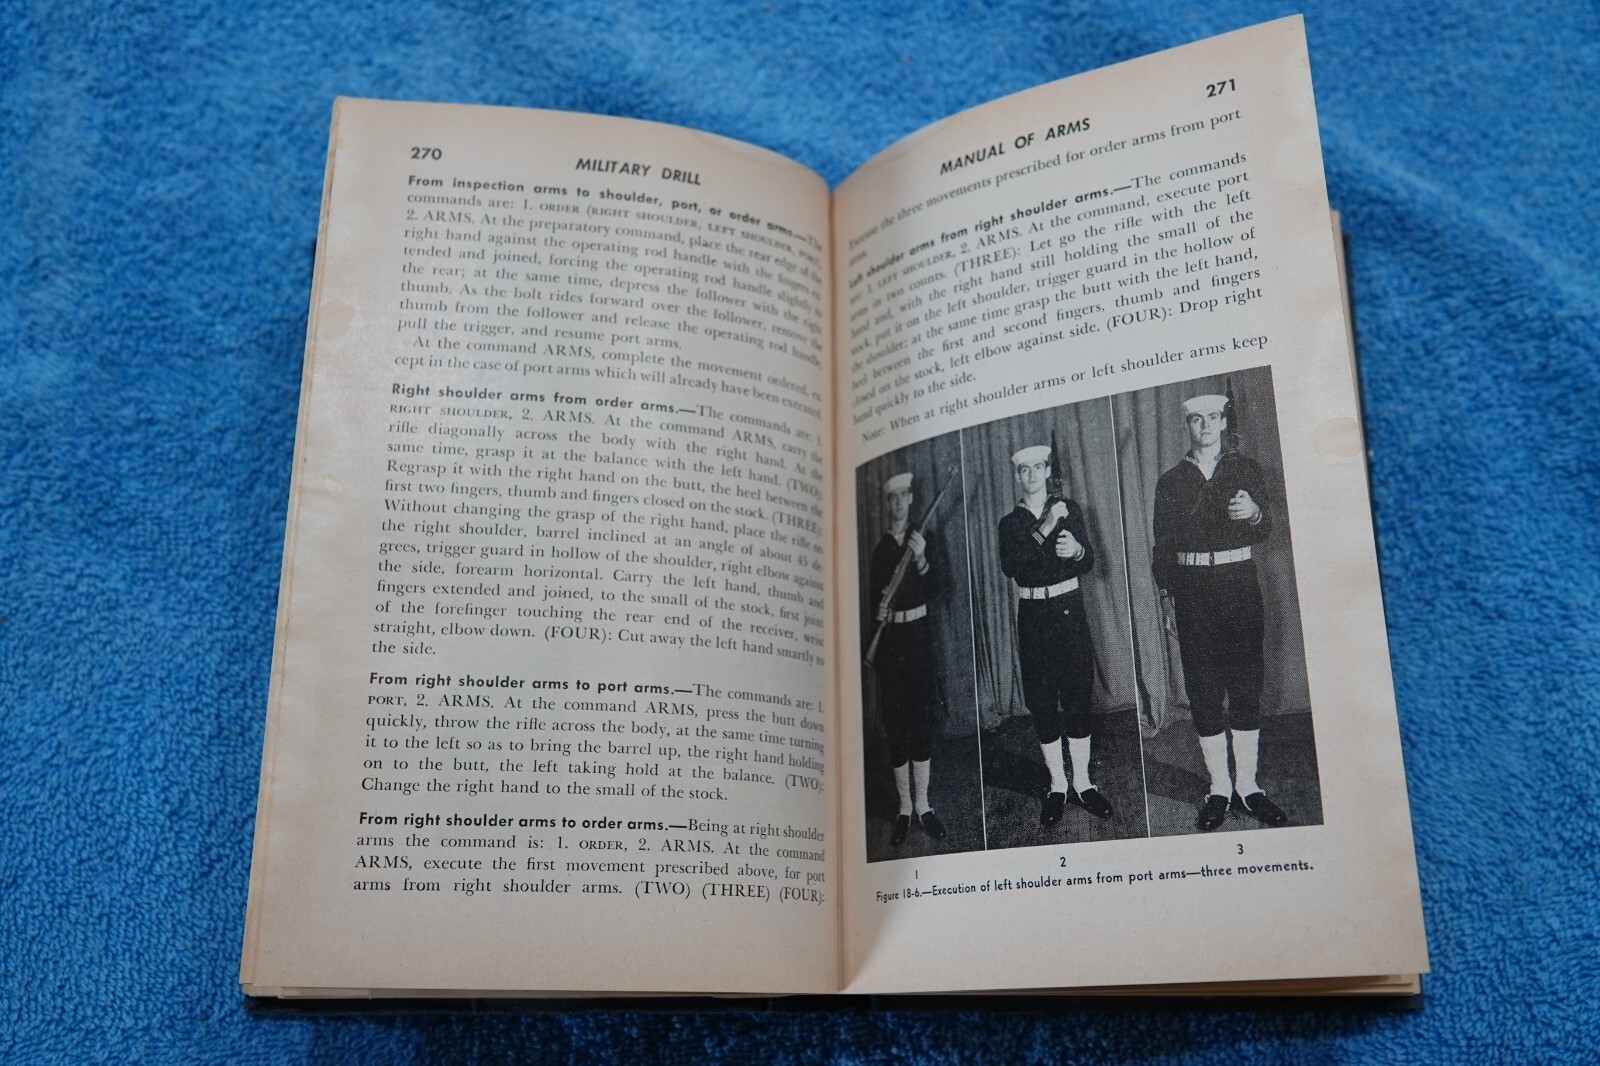 270
MILITARY DRILL
From inspection arms to shoulder, port, or order arms.—The
commands are: 1. ORDER (RIGHT SHOULDER, LEFT SHOULDER, PORT),
2. ARMS. At the preparatory command, place the rear edge of the
right hand against the operating rod handle with the fingers ex-
tended and joined, forcing the operating rod handle slightly to
the rear; at the same time, depress the follower with the right
thumb. As the bolt rides forward over the follower, remove the
thumb from the follower and release the operating rod handle,
pull the trigger, and resume port arms.
At the command ARMS, complete the movement ordered, ex-
cept in the case of port arms which will already have been executed.
Right shoulder arms from order arms.—The commands are: 1.
RIGHT SHOULDER, 2. ARMS. At the command ARMS, carry the
rifle diagonally across the body with the right hand. At the
same time, grasp it at the balance with the left hand. (TWO):
Regrasp it with the right hand on the butt, the heel between the
first two fingers, thumb and fingers closed on the stock. (THREE):
Without changing the grasp of the right hand, place the rifle on
the right shoulder, barrel inclined at an angle of about 45 de-
grees, trigger guard in hollow of the shoulder, right elbow against
the side, forearm horizontal. Carry the left hand, thumb and
fingers extended and joined, to the small of the stock, first joint
of the forefinger touching the rear end of the receiver, wrist
straight, elbow down. (FOUR): Cut away the left hand smartly to
the side.
From right shoulder arms to port arms.—The commands are: 1.
PORT, 2. ARMS. At the command ARMS, press the butt down
quickly, throw the rifle across the body, at the same time turning
it to the left so as to bring the barrel up, the right hand holding
on to the butt, the left taking hold at the balance. (TWO):
Change the right hand to the small of the stock.
From right shoulder arms to order arms.—Being at right shoulder
arms the command is: 1. ORDER, 2. ARMS. At the command
ARMS, execute the first movement prescribed above, for port
arms from right shoulder arms. (TWO) (THREE) (FOUR):
271
MANUAL OF ARMS
Execute the three movements prescribed for order arms from port
arms.
Left shoulder arms from right shoulder arms.—The commands
are: 1. LEFT SHOULDER, 2. ARMS. At the command, execute port
arms in two counts. (THREE): Let go the rifle with the left
hand and, with the right hand still holding the small of the
stock, put it on the left shoulder, trigger guard in the hollow of
the shoulder; at the same time grasp the butt with the left hand,
heel between the first and second fingers, thumb and fingers
closed on the stock, left elbow against side. (FOUR): Drop right
hand quickly to the side.
Note: When at right shoulder arms or left shoulder arms keep
1
2
3
Figure 18-6.—Execution of left shoulder arms from port arms—three movements.